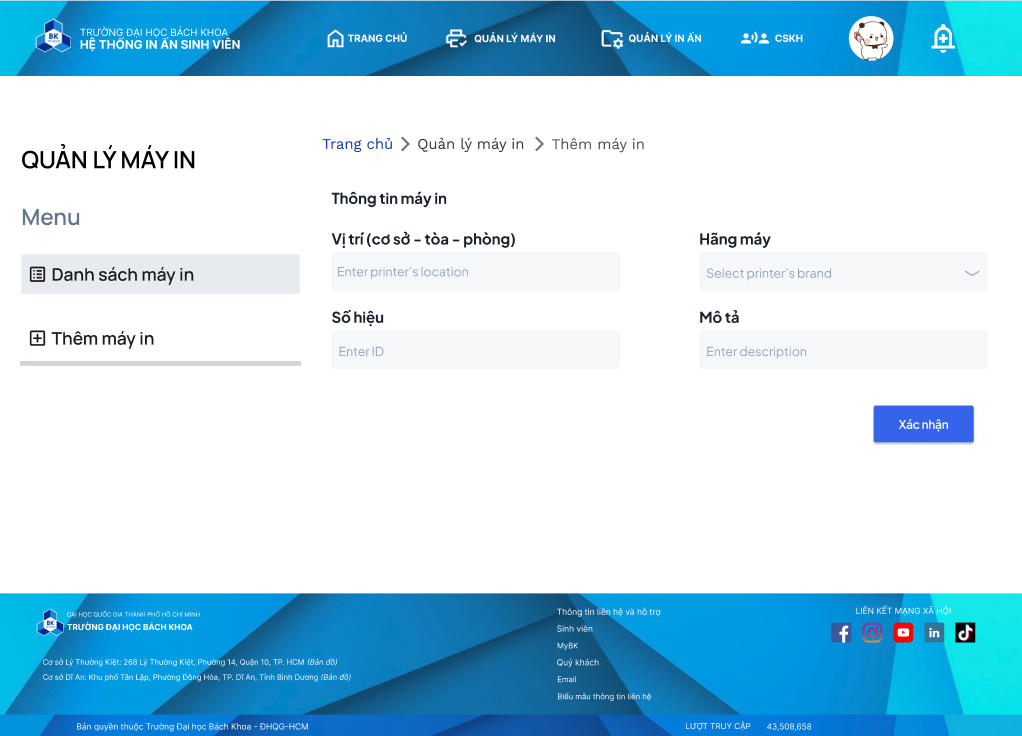 BK
TRƯỜNG ĐẠI HỌC BÁCH KHOA
HỆ THỐNG IN ẤN SINH VIÊN
TRANG CHỦ
QUẢN LÝ MÁY IN
QUẢN LÝ IN ẤN
CSKH
QUẢN LÝ MÁY IN
Menu
Danh sách máy in
Thêm máy in
Trang chủ > Quản lý máy in > Thêm máy in
Thông tin máy in
Vị trí (cơ sở - tòa - phòng)
Enter printer's location
Hãng máy
Select printer's brand
Số hiệu
Enter ID
Mô tả
Enter description
Xác nhận
BK
ĐẠI HỌC QUỐC GIA THÀNH PHỐ HỒ CHÍ MINH
TRƯỜNG ĐẠI HỌC BÁCH KHOA
Cơ sở Lý Thường Kiệt: 268 Lý Thường Kiệt, Phường 14, Quận 10, TP. HCM (Bản đồ)
Cơ sở Dĩ An: Khu phố Tân Lập, Phường Đông Hòa, TP. Dĩ An, Tỉnh Bình Dương (Bản đồ)
Thông tin liên hệ và hỗ trợ
Sinh viên
MyBK
Quý khách
Email
Biểu mẫu thông tin liên hệ
LIÊN KẾT MẠNG XÃ HỘI
in
Bản quyền thuộc Trường Đại học Bách Khoa - ĐHQG-HCM
LƯỢT TRUY CẬP 43,508,658